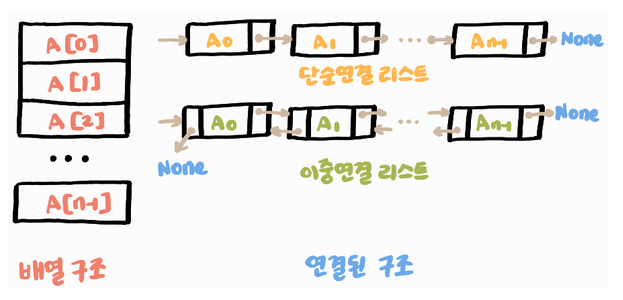 A[0]
A[1]
A[2]
...
A[n-1]
배열 구조
A0 A1 ... An-1 None
단순연결 리스트
A0 A1 ... An-1 None
None
이중연결 리스트
연결된 구조